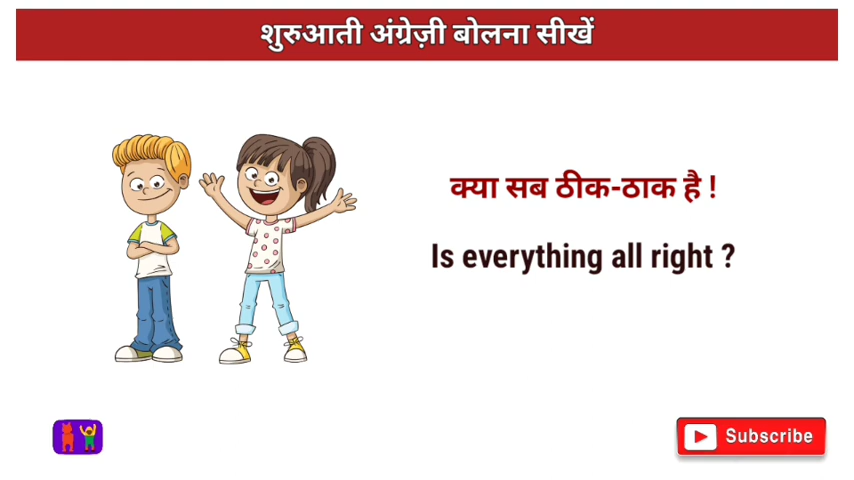 शुरुआती अंग्रेज़ी बोलना सीखें
क्या सब ठीक-ठाक है !
Is everything all right ?
Subscribe